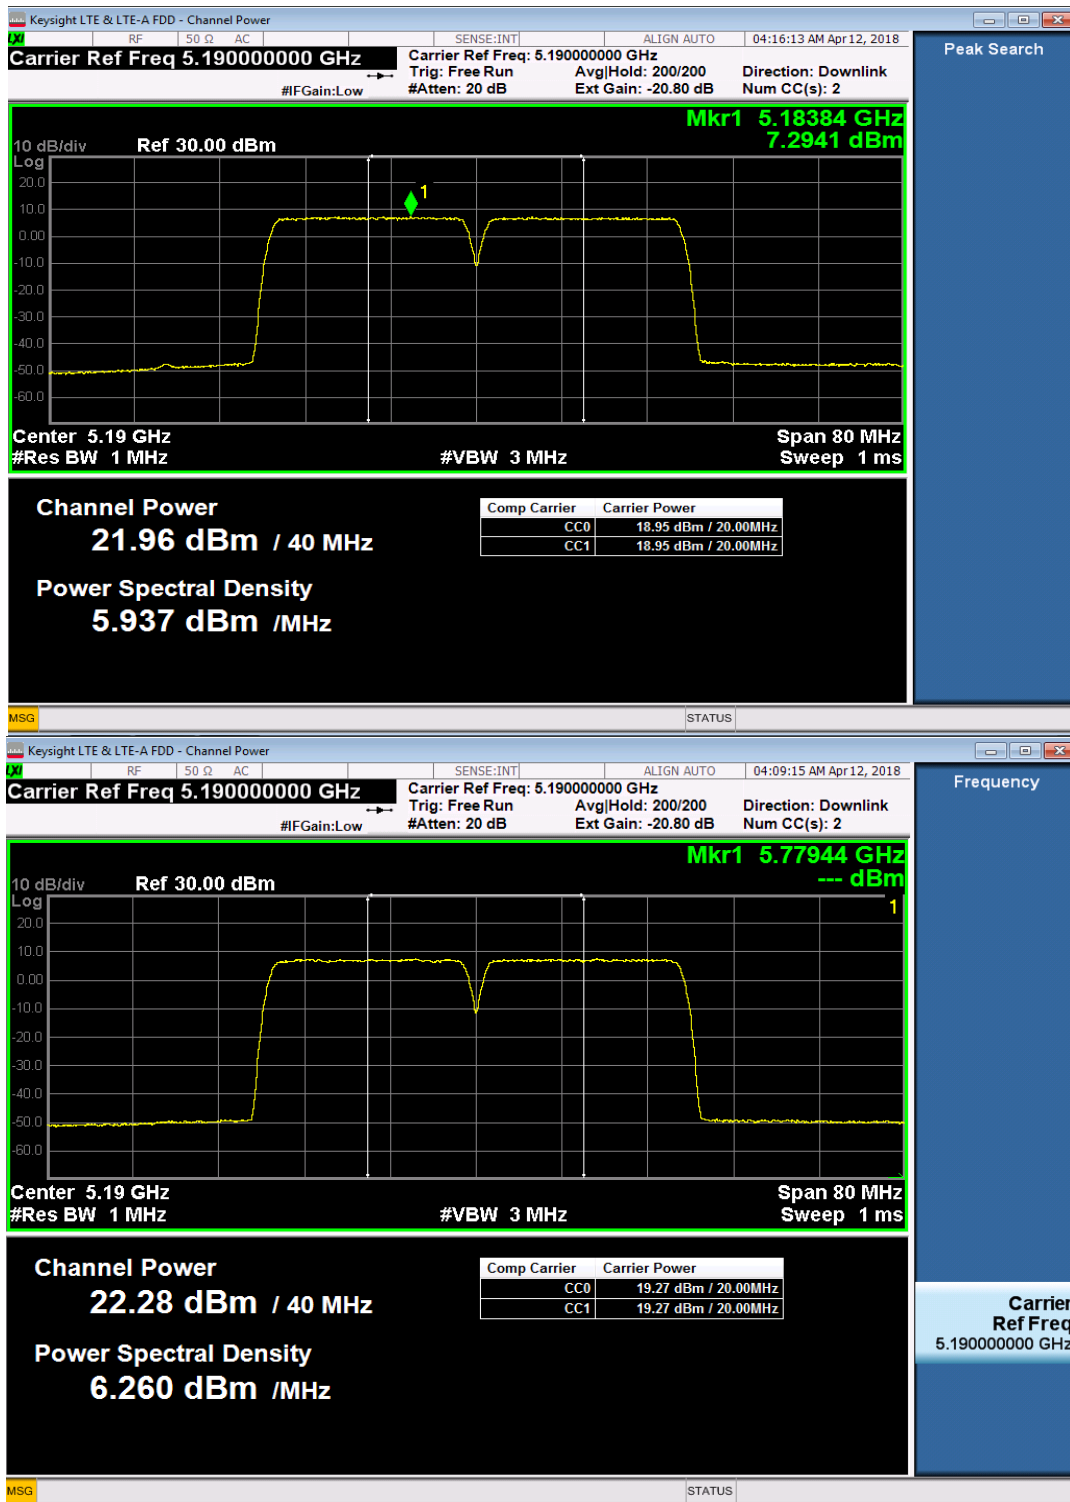 Keysight LTE & LTE-A FDD - Channel Power
LXI RF 50 Ω AC SENSE:INT ALIGN AUTO 04:16:13 AM Apr 12, 2018
Carrier Ref Freq 5.190000000 GHz
Carrier Ref Freq: 5.190000000 GHz
Trig: Free Run Avg|Hold: 200/200 Direction: Downlink
#IFGain:Low #Atten: 20 dB Ext Gain: -20.80 dB Num CC(s): 2
Peak Search
Mkr1 5.18384 GHz
7.2941 dBm
10 dB/div Ref 30.00 dBm
Log
1
20.0
10.0
0.00
-10.0
-20.0
-30.0
-40.0
-50.0
-60.0
Center 5.19 GHz Span 80 MHz
#Res BW 1 MHz #VBW 3 MHz Sweep 1 ms
Channel Power
21.96 dBm / 40 MHz
Comp Carrier Carrier Power
CC0 18.95 dBm / 20.00MHz
CC1 18.95 dBm / 20.00MHz
Power Spectral Density
5.937 dBm /MHz
MSG STATUS
Keysight LTE & LTE-A FDD - Channel Power
LXI RF 50 Ω AC SENSE:INT ALIGN AUTO 04:09:15 AM Apr 12, 2018
Carrier Ref Freq 5.190000000 GHz
Carrier Ref Freq: 5.190000000 GHz
Trig: Free Run Avg|Hold: 200/200 Direction: Downlink
#IFGain:Low #Atten: 20 dB Ext Gain: -20.80 dB Num CC(s): 2
Frequency
Mkr1 5.77944 GHz
--- dBm
10 dB/div Ref 30.00 dBm
Log
1
20.0
10.0
0.00
-10.0
-20.0
-30.0
-40.0
-50.0
-60.0
Center 5.19 GHz Span 80 MHz
#Res BW 1 MHz #VBW 3 MHz Sweep 1 ms
Channel Power
22.28 dBm / 40 MHz
Comp Carrier Carrier Power
CC0 19.27 dBm / 20.00MHz
CC1 19.27 dBm / 20.00MHz
Power Spectral Density
6.260 dBm /MHz
Carrier
Ref Freq
5.190000000 GHz
MSG STATUS